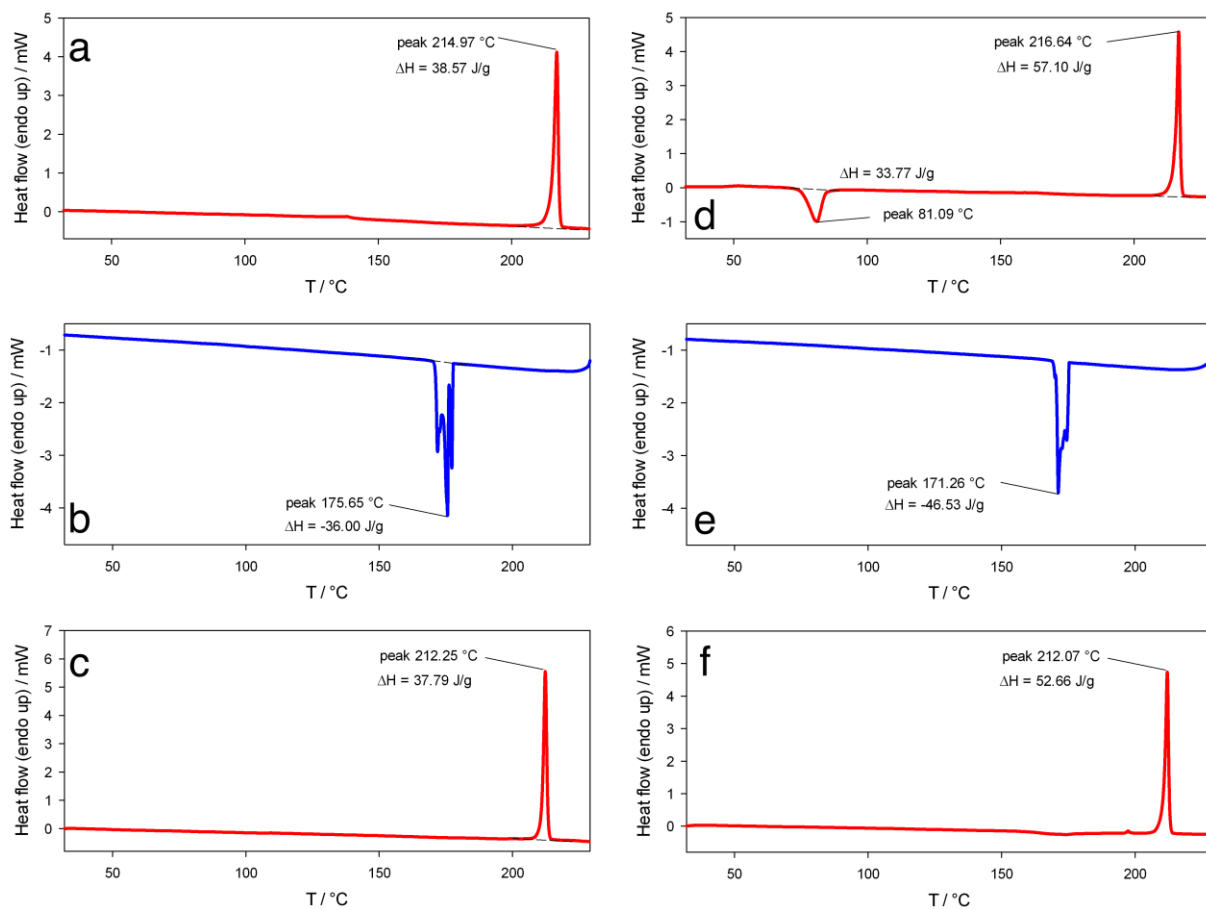 a
Heat flow (endo up) / mW
5
4
3
2
1
0
peak 214.97 °C
ΔH = 38.57 J/g
50
100
150
200
T / °C
d
Heat flow (endo up) / mW
5
4
3
2
1
0
-1
peak 216.64 °C
ΔH = 57.10 J/g
ΔH = 33.77 J/g
peak 81.09 °C
50
100
150
200
T / °C
b
Heat flow (endo up) / mW
-1
-2
-3
-4
peak 175.65 °C
ΔH = -36.00 J/g
50
100
150
200
T / °C
e
Heat flow (endo up) / mW
-1
-2
-3
-4
peak 171.26 °C
ΔH = -46.53 J/g
50
100
150
200
T / °C
c
Heat flow (endo up) / mW
7
6
5
4
3
2
1
0
peak 212.25 °C
ΔH = 37.79 J/g
50
100
150
200
T / °C
f
Heat flow (endo up) / mW
6
5
4
3
2
1
0
peak 212.07 °C
ΔH = 52.66 J/g
50
100
150
200
T / °C